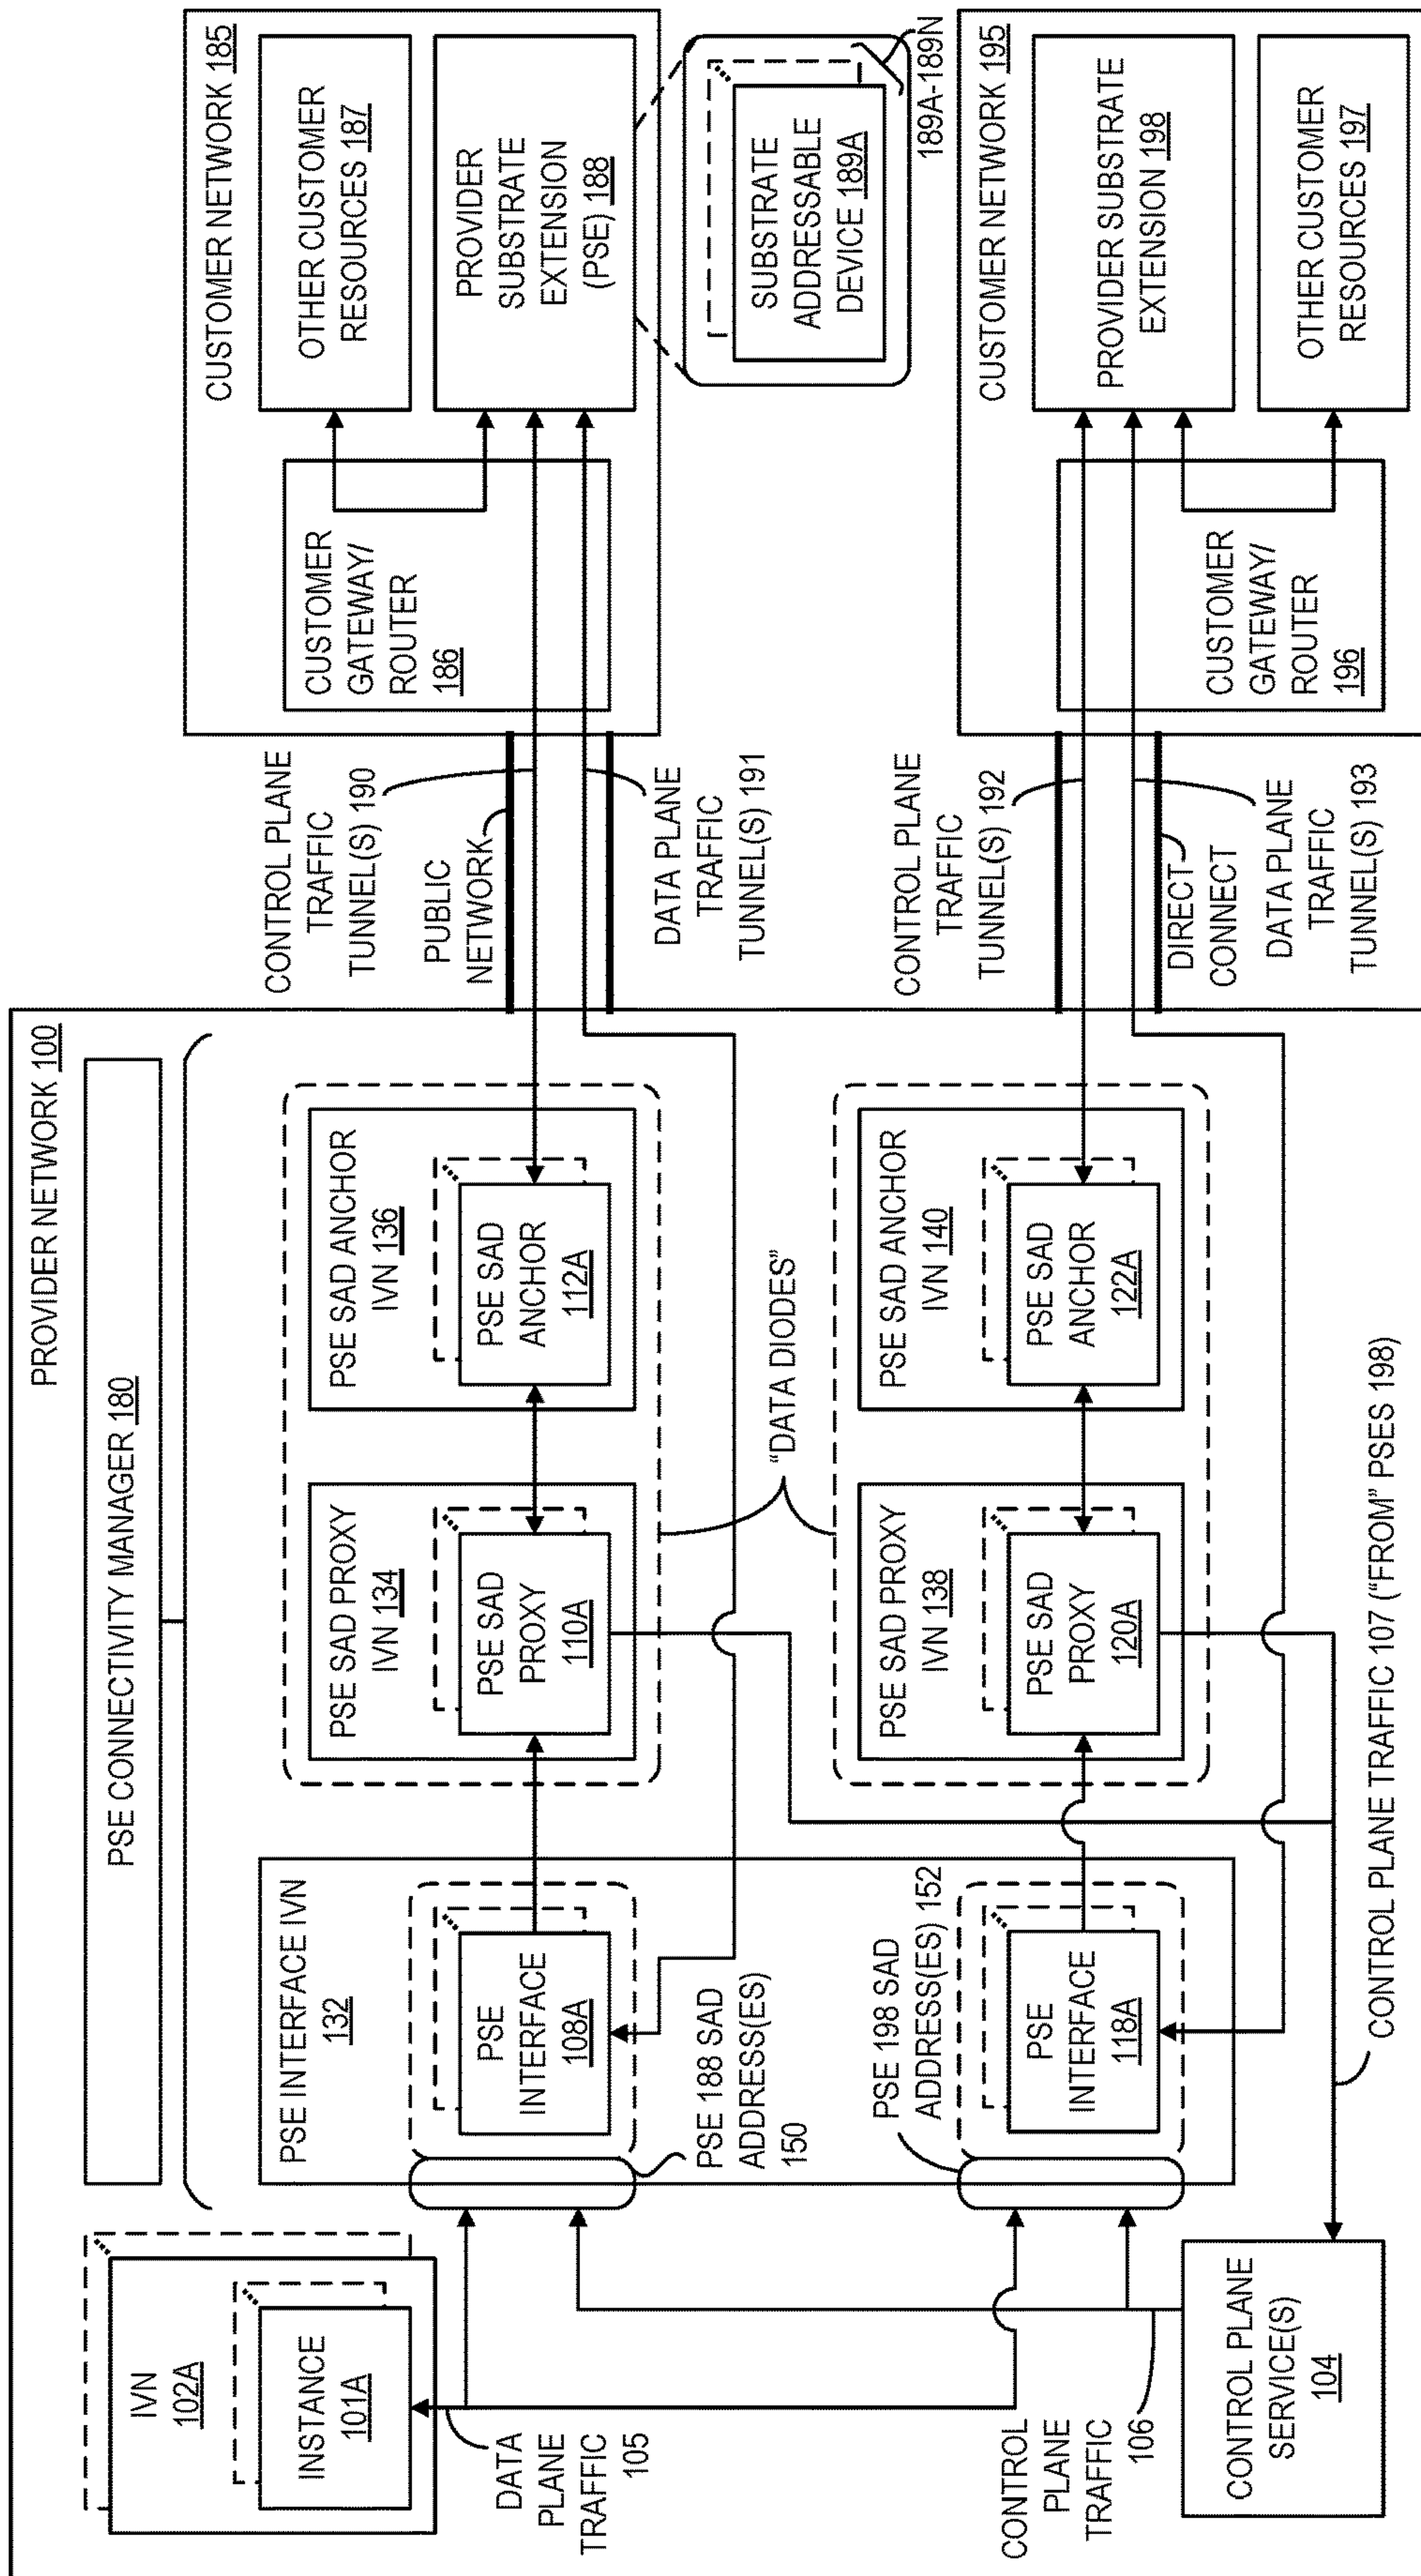 PROVIDER NETWORK 100
PSE CONNECTIVITY MANAGER 180
IVN
102A
INSTANCE
101A
DATA
PLANE
TRAFFIC
105
CONTROL
PLANE
TRAFFIC
106
CONTROL PLANE
SERVICE(S)
104
PSE INTERFACE IVN
132
PSE
INTERFACE
108A
PSE 188 SAD
ADDRESS(ES)
150
PSE 198 SAD
ADDRESS(ES) 152
PSE
INTERFACE
118A
PSE SAD PROXY
IVN 134
PSE SAD
PROXY
110A
PSE SAD ANCHOR
IVN 136
PSE SAD
ANCHOR
112A
"DATA DIODES"
PSE SAD PROXY
IVN 138
PSE SAD
PROXY
120A
PSE SAD ANCHOR
IVN 140
PSE SAD
ANCHOR
122A
CONTROL PLANE TRAFFIC 107 ("FROM" PSES 198)
CONTROL PLANE
TRAFFIC
TUNNEL(S) 190
PUBLIC
NETWORK
DATA PLANE
TRAFFIC
TUNNEL(S) 191
CONTROL PLANE
TRAFFIC
TUNNEL(S) 192
DIRECT
CONNECT
DATA PLANE
TRAFFIC
TUNNEL(S) 193
CUSTOMER NETWORK 185
CUSTOMER
GATEWAY/
ROUTER
186
OTHER CUSTOMER
RESOURCES 187
PROVIDER
SUBSTRATE
EXTENSION
(PSE) 188
SUBSTRATE
ADDRESSABLE
DEVICE 189A
189A-189N
CUSTOMER NETWORK 195
CUSTOMER
GATEWAY/
ROUTER
196
PROVIDER SUBSTRATE
EXTENSION 198
OTHER CUSTOMER
RESOURCES 197